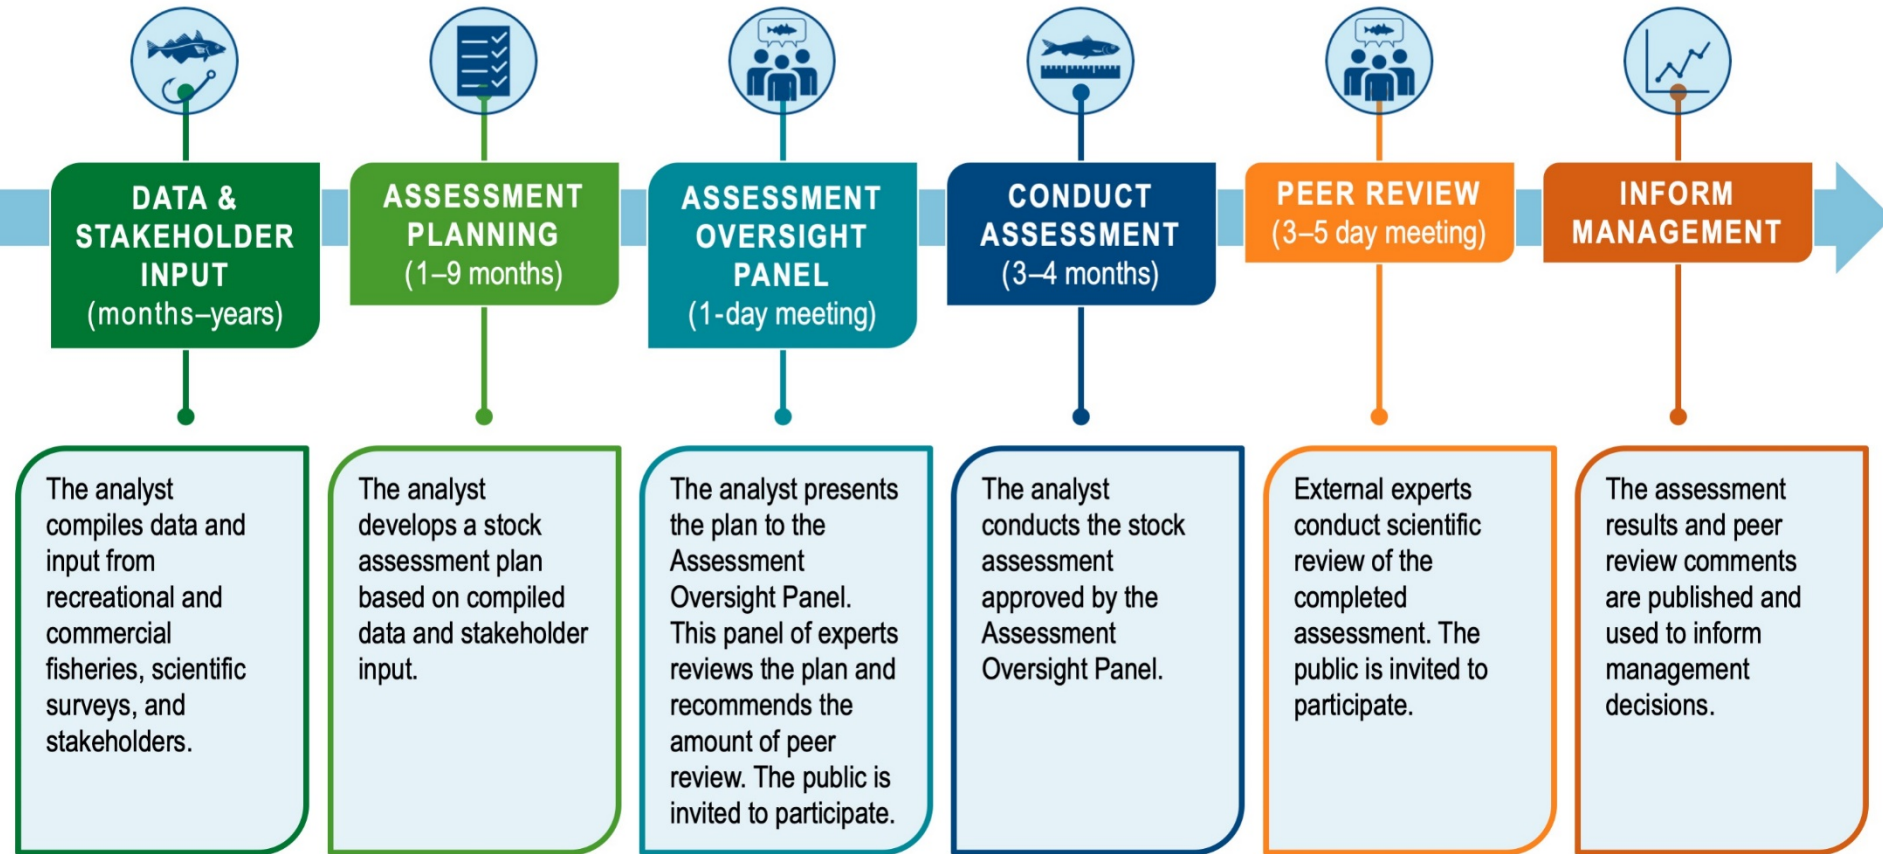 DATA &
STAKEHOLDER
INPUT
(months–years)
ASSESSMENT
PLANNING
(1–9 months)
ASSESSMENT
OVERSIGHT
PANEL
(1-day meeting)
CONDUCT
ASSESSMENT
(3–4 months)
PEER REVIEW
(3–5 day meeting)
INFORM
MANAGEMENT
The analyst
compiles data and
input from
recreational and
commercial
fisheries, scientific
surveys, and
stakeholders.
The analyst
develops a stock
assessment plan
based on compiled
data and stakeholder
input.
The analyst presents
the plan to the
Assessment
Oversight Panel.
This panel of experts
reviews the plan and
recommends the
amount of peer
review. The public is
invited to participate.
The analyst
conducts the stock
assessment
approved by the
Assessment
Oversight Panel.
External experts
conduct scientific
review of the
completed
assessment. The
public is invited to
participate.
The assessment
results and peer
review comments
are published and
used to inform
management
decisions.